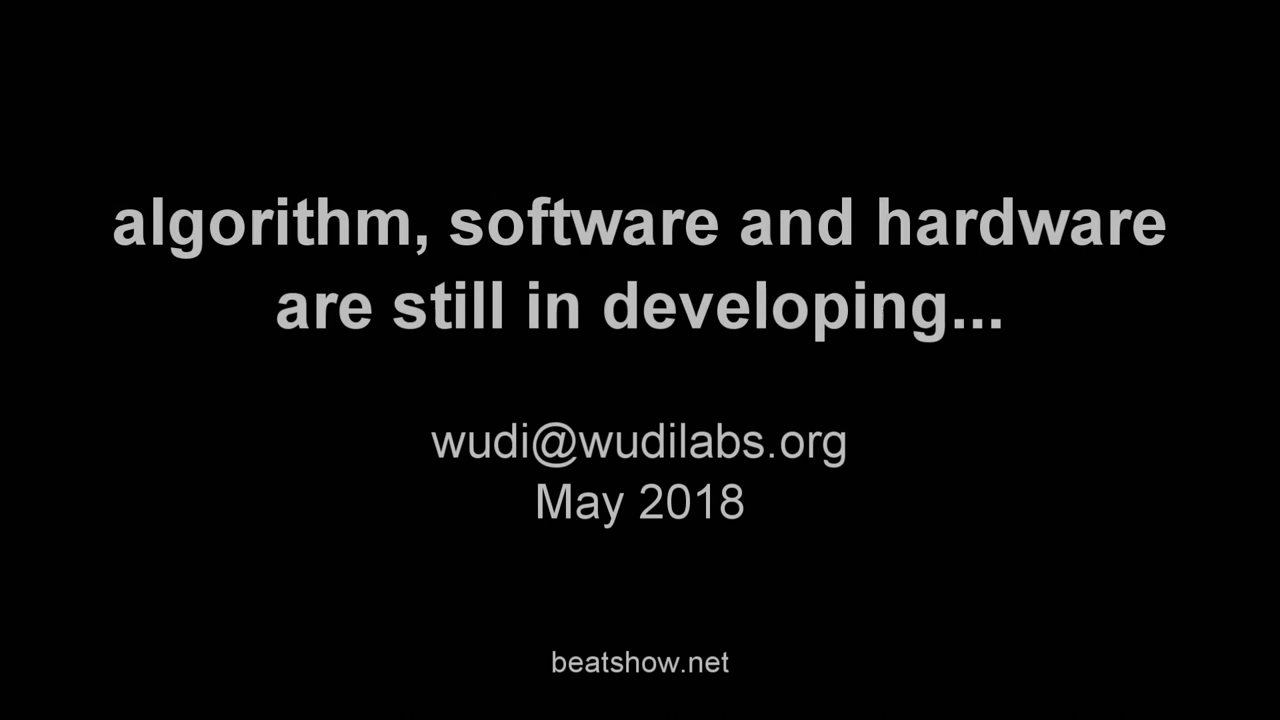 algorithm, software and hardware
are still in developing...
wudi@wudilabs.org
May 2018
beatshow.net